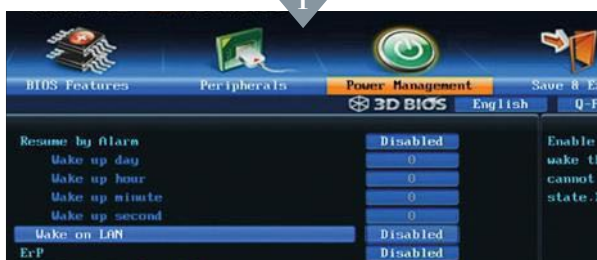 1
BIOS Features Peripherals Power Management Save & E
3D BIOS English Q-F
Resume by Alarm Disabled Enable
Wake up day 0 wake th
Wake up hour 0 cannot
Wake up minute 0 state.
Wake up second 0
Wake on LAN Disabled
ErP Disabled